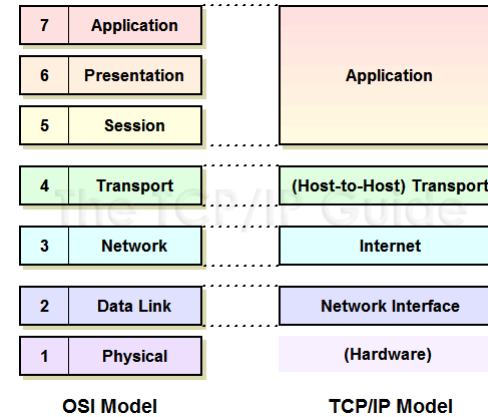 7 Application
6 Presentation
Application
5 Session
4 Transport
(Host-to-Host) Transport
The TCP/IP Guide
3 Network
Internet
2 Data Link
Network Interface
1 Physical
(Hardware)
OSI Model
TCP/IP Model